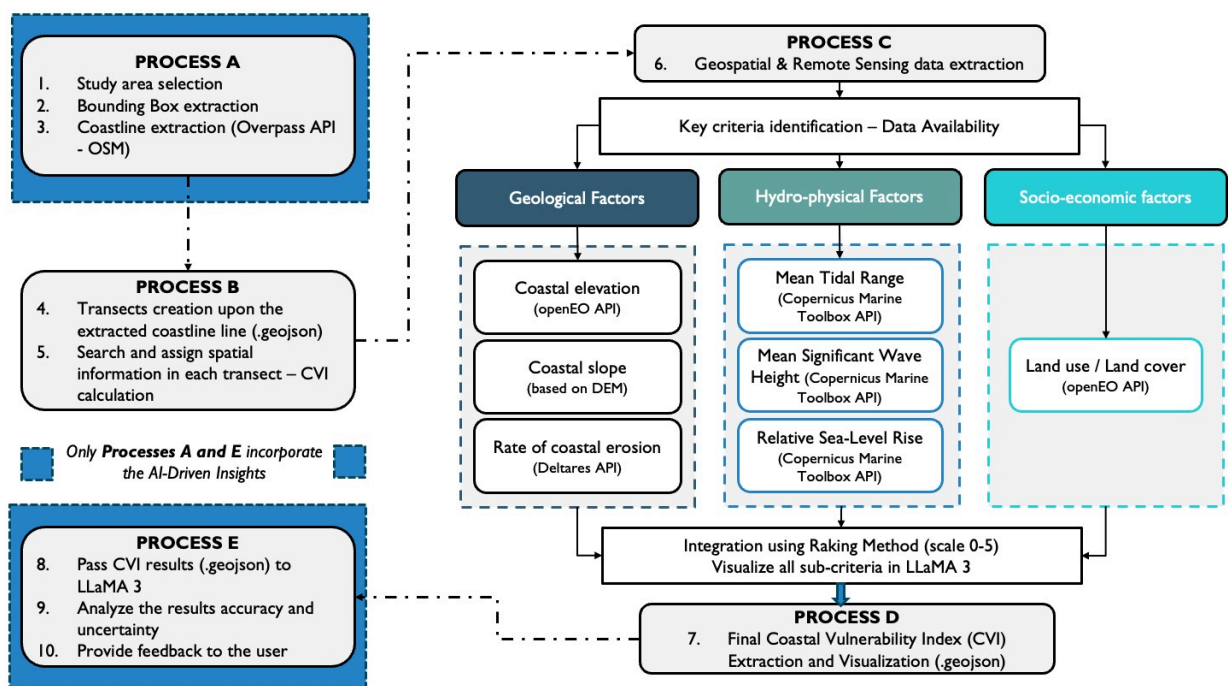 PROCESS A
1. Study area selection
2. Bounding Box extraction
3. Coastline extraction (Overpass API
- OSM)
PROCESS B
4. Transects creation upon the
extracted coastline line (.geojson)
5. Search and assign spatial
information in each transect – CVI
calculation
Only Processes A and E incorporate
the AI-Driven Insights
PROCESS C
6. Geospatial & Remote Sensing data extraction
Key criteria identification – Data Availability
Geological Factors
Coastal elevation
(openEO API)
Coastal slope
(based on DEM)
Rate of coastal erosion
(Deltares API)
Hydro-physical Factors
Mean Tidal Range
(Copernicus Marine
Toolbox API)
Mean Significant Wave
Height (Copernicus Marine
Toolbox API)
Relative Sea-Level Rise
(Copernicus Marine
Toolbox API)
Socio-economic factors
Land use / Land cover
(openEO API)
Integration using Raking Method (scale 0-5)
Visualize all sub-criteria in LLaMA 3
PROCESS D
7. Final Coastal Vulnerability Index (CVI)
Extraction and Visualization (.geojson)
PROCESS E
8. Pass CVI results (.geojson) to
LLaMA 3
9. Analyze the results accuracy and
uncertainty
10. Provide feedback to the user